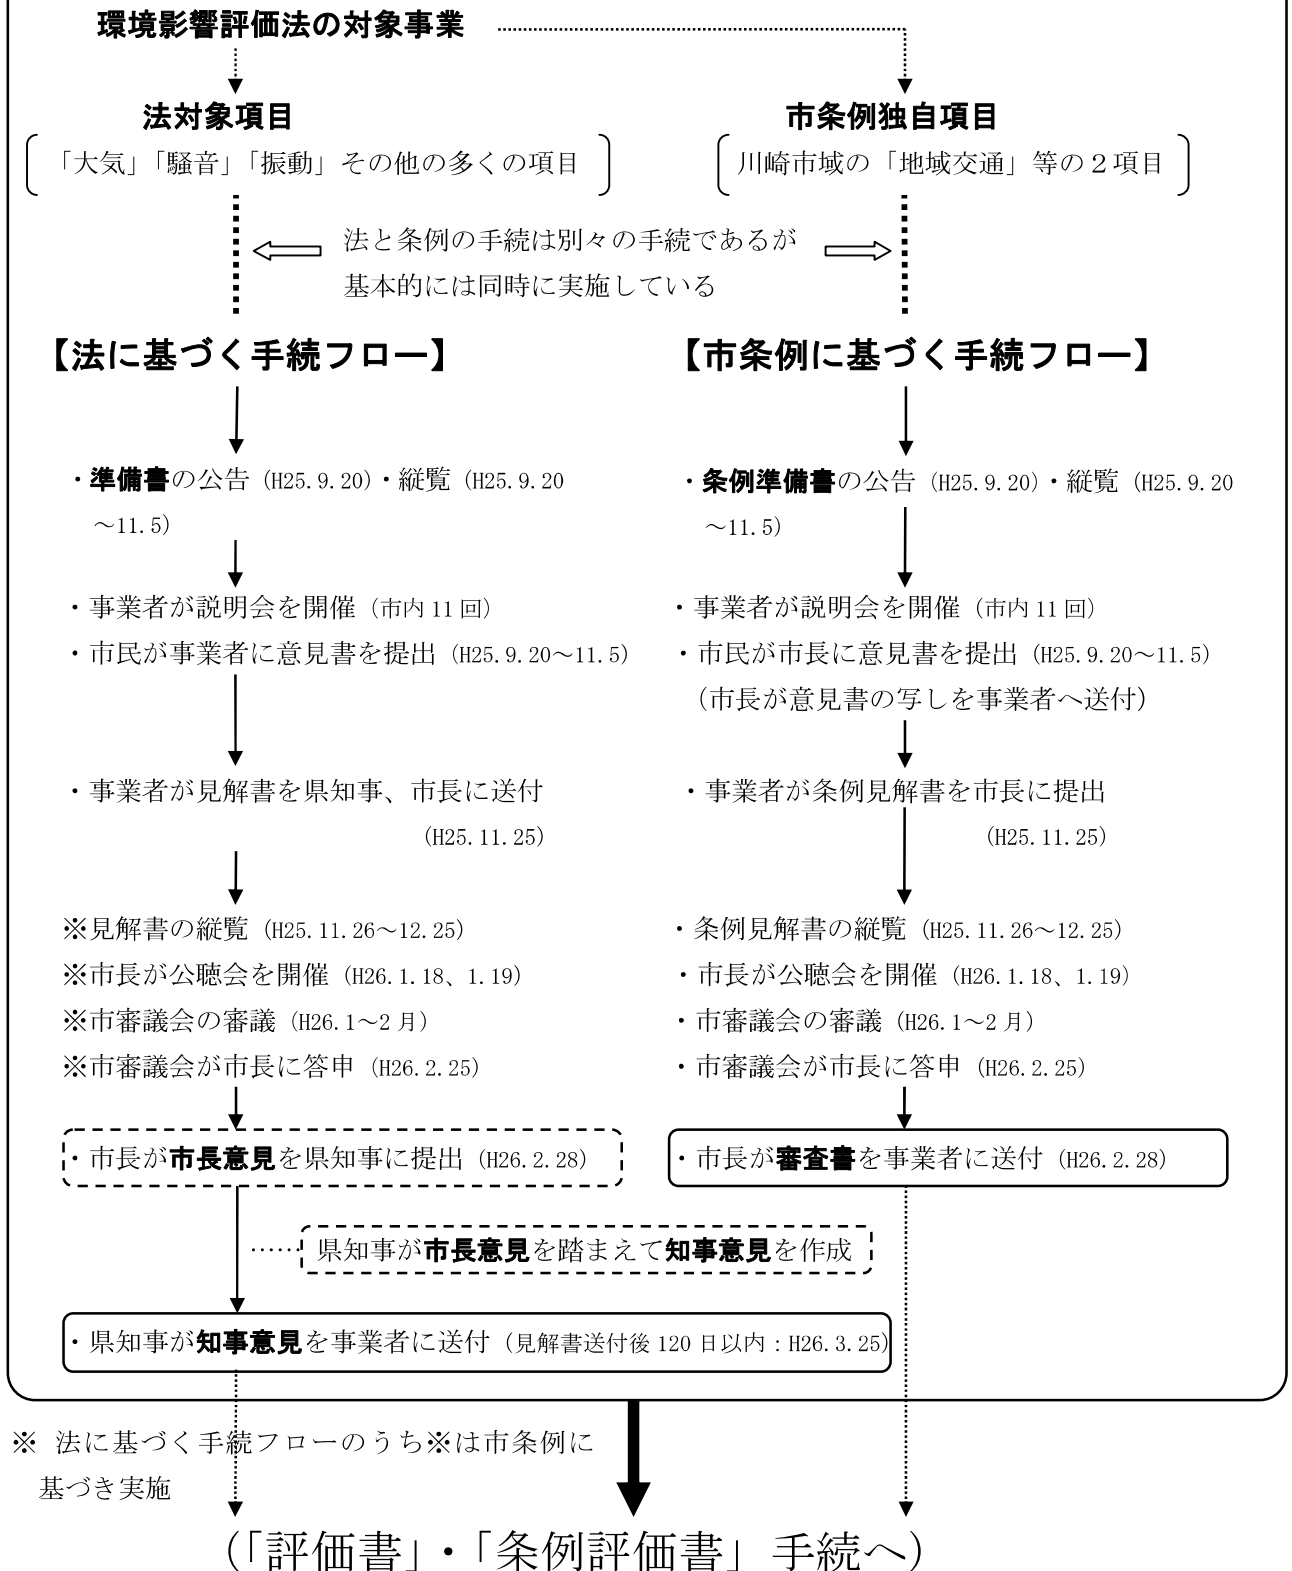 環境影響評価法の対象事業
法対象項目
「大気」「騒音」「振動」その他の多くの項目
市条例独自項目
川崎市域の「地域交通」等の２項目
法と条例の手続は別々の手続であるが
基本的には同時に実施している
【法に基づく手続フロー】
・準備書の公告（H25.9.20）・縦覧（H25.9.20
～11.5）
・事業者が説明会を開催（市内 11 回）
・市民が事業者に意見書を提出（H25.9.20～11.5）
・事業者が見解書を県知事、市長に送付
（H25.11.25）
※見解書の縦覧（H25.11.26～12.25）
※市長が公聴会を開催（H26.1.18、1.19）
※市審議会の審議（H26.1～2 月）
※市審議会が市長に答申（H26.2.25）
・市長が市長意見を県知事に提出（H26.2.28）
県知事が市長意見を踏まえて知事意見を作成
・県知事が知事意見を事業者に送付（見解書送付後 120 日以内：H26.3.25）
【市条例に基づく手続フロー】
・条例準備書の公告（H25.9.20）・縦覧（H25.9.20
～11.5）
・事業者が説明会を開催（市内 11 回）
・市民が市長に意見書を提出（H25.9.20～11.5）
（市長が意見書の写しを事業者へ送付）
・事業者が条例見解書を市長に提出
（H25.11.25）
・条例見解書の縦覧（H25.11.26～12.25）
・市長が公聴会を開催（H26.1.18、1.19）
・市審議会の審議（H26.1～2 月）
・市審議会が市長に答申（H26.2.25）
・市長が審査書を事業者に送付（H26.2.28）
※ 法に基づく手続フローのうち※は市条例に
基づき実施
（「評価書」・「条例評価書」手続へ）